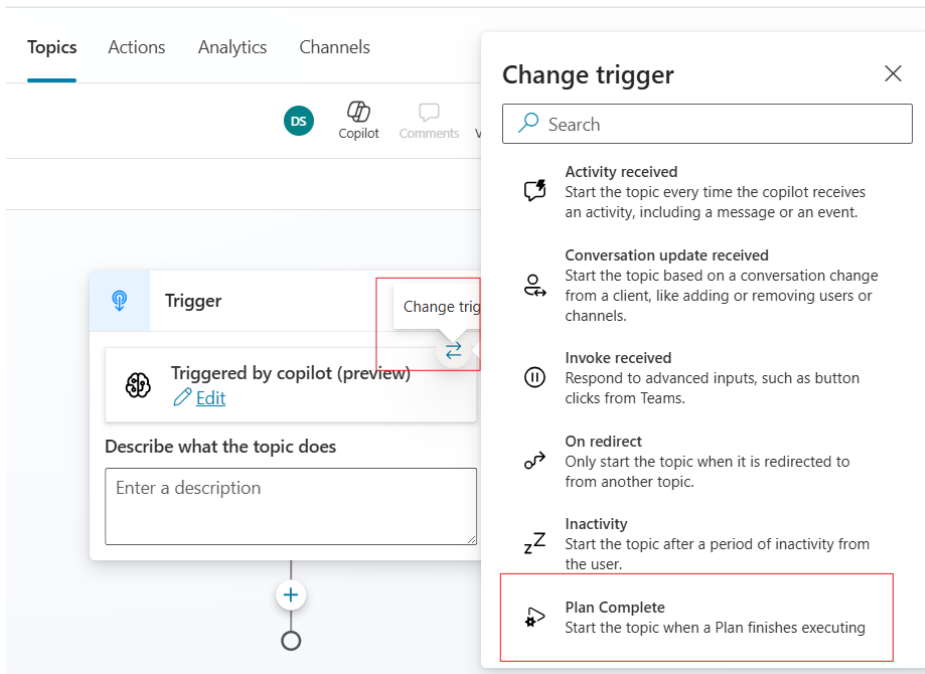 Topics Actions Analytics Channels
DS
Copilot Comments
Trigger
Change trig
Triggered by copilot (preview)
Edit
Describe what the topic does
Enter a description
Change trigger
Search
Activity received
Start the topic every time the copilot receives
an activity, including a message or an event.
Conversation update received
Start the topic based on a conversation change
from a client, like adding or removing users or
channels.
Invoke received
Respond to advanced inputs, such as button
clicks from Teams.
On redirect
Only start the topic when it is redirected to
from another topic.
Inactivity
Start the topic after a period of inactivity from
the user.
Plan Complete
Start the topic when a Plan finishes executing